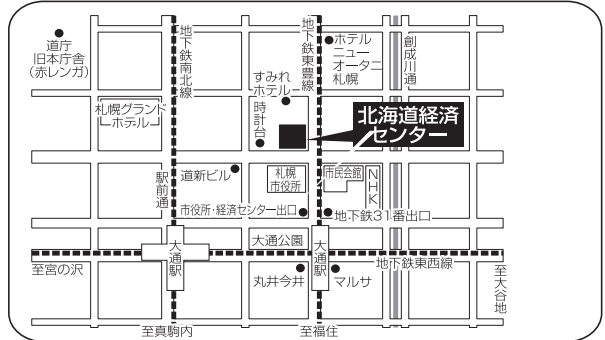 道庁
旧本庁舎
(赤レンガ)
地下鉄南北線
地下鉄東豊線
ホテル
ニュー
オータニ
札幌
創成川通
すみれ
ホテル
札幌グランド
ホテル
時計台
北海道経済
センター
駅前通
道新ビル
札幌
市役所
市民会館
NHK
市役所・経済センター出口
地下鉄31番出口
大通駅
大通公園
大通駅
至宮の沢
地下鉄東西線
至大谷地
丸井今井
マルサ
至真駒内
至福住